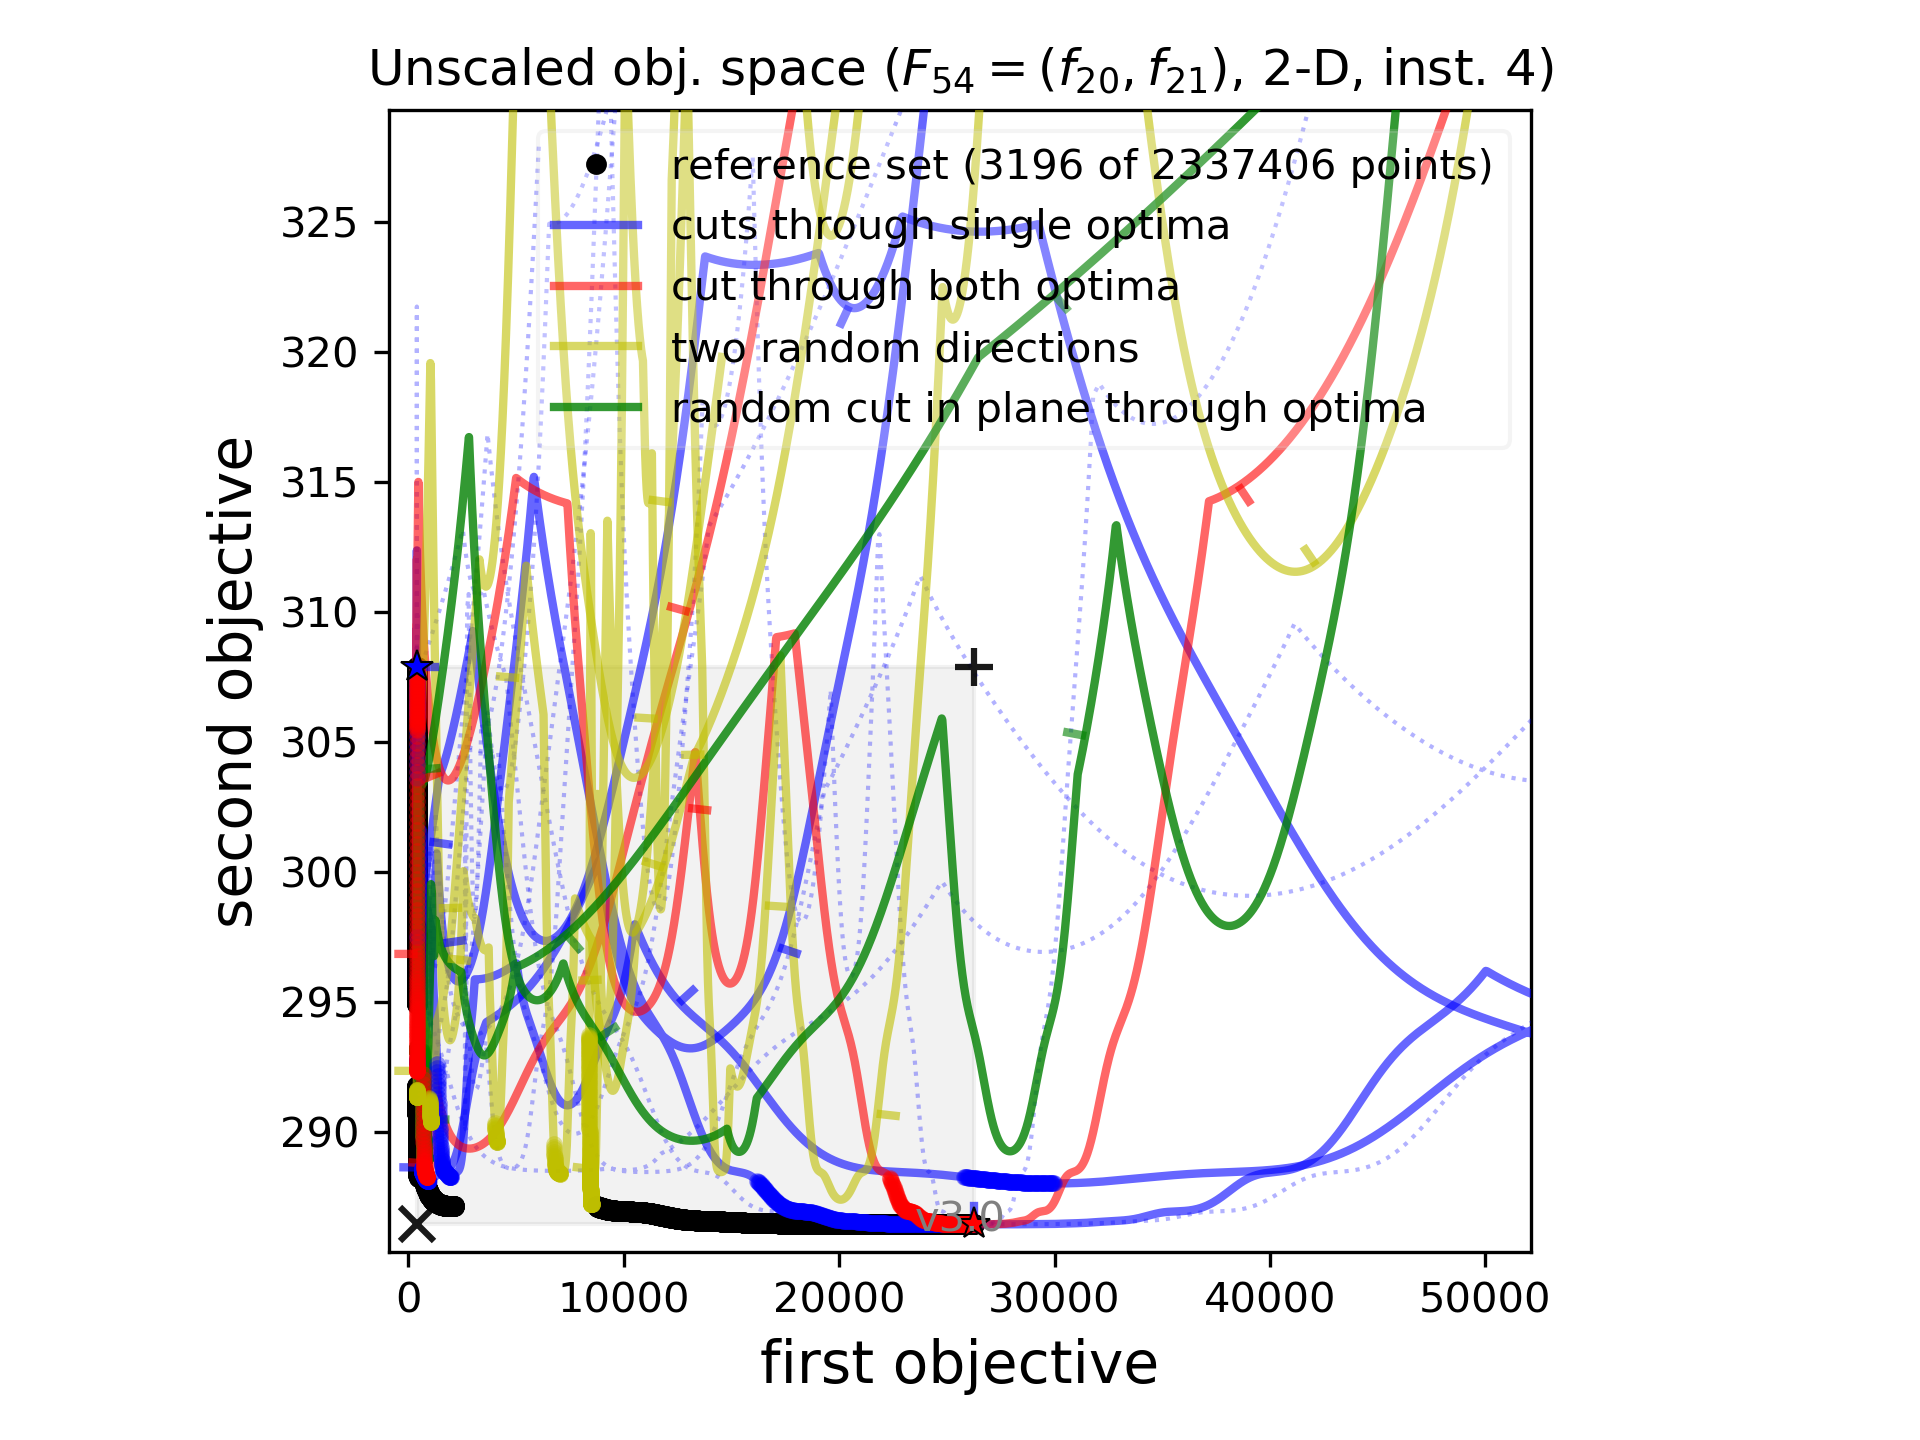 Unscaled obj. space (F54 = (f20, f21), 2-D, inst. 4)
reference set (3196 of 2337406 points)
cuts through single optima
cut through both optima
two random directions
random cut in plane through optima
325
320
315
310
305
300
295
290
second objective
v3.0
0 10000 20000 30000 40000 50000
first objective